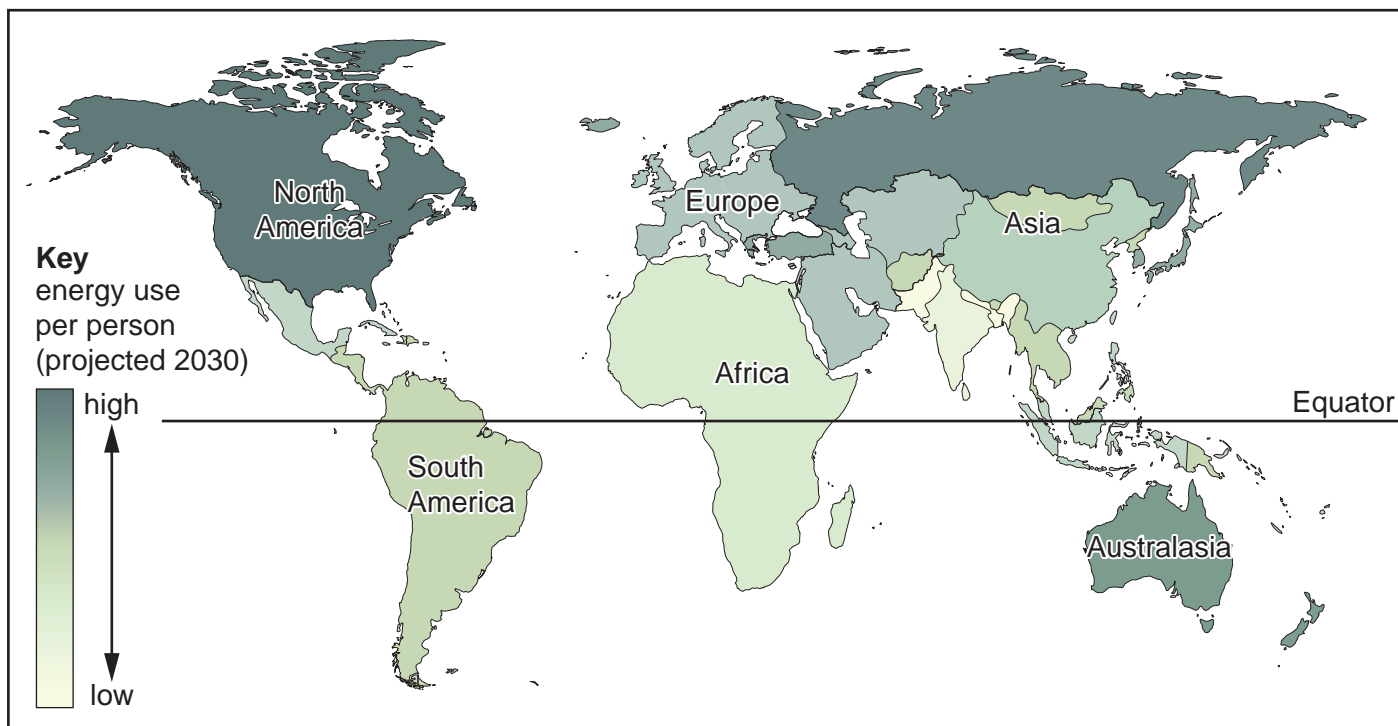 North
America
Europe
Asia
Key
energy use
per person
(projected 2030)
Africa
high
Equator
South
America
Australasia
low